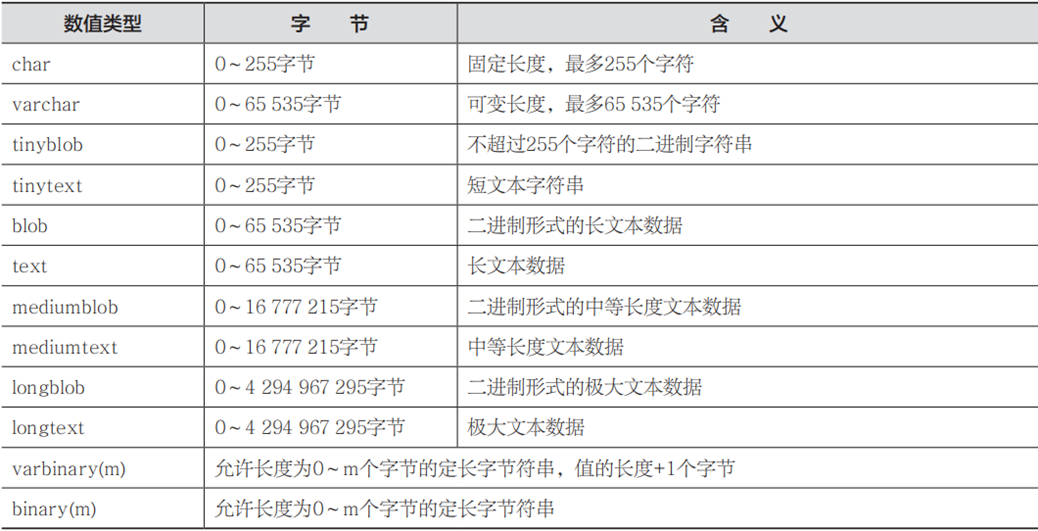 数值类型 字 节 含 义
char 0~255字节 固定长度，最多255个字符
varchar 0~65 535字节 可变长度，最多65 535个字符
tinyblob 0~255字节 不超过255个字符的二进制字符串
tinytext 0~255字节 短文本字符串
blob 0~65 535字节 二进制形式的长文本数据
text 0~65 535字节 长文本数据
mediumblob 0~16 777 215字节 二进制形式的中等长度文本数据
mediumtext 0~16 777 215字节 中等长度文本数据
longblob 0~4 294 967 295字节 二进制形式的极大文本数据
longtext 0~4 294 967 295字节 极大文本数据
varbinary(m) 允许长度为0~m个字节的定长字节符串，值的长度+1个字节
binary(m) 允许长度为0~m个字节的定长字节符串